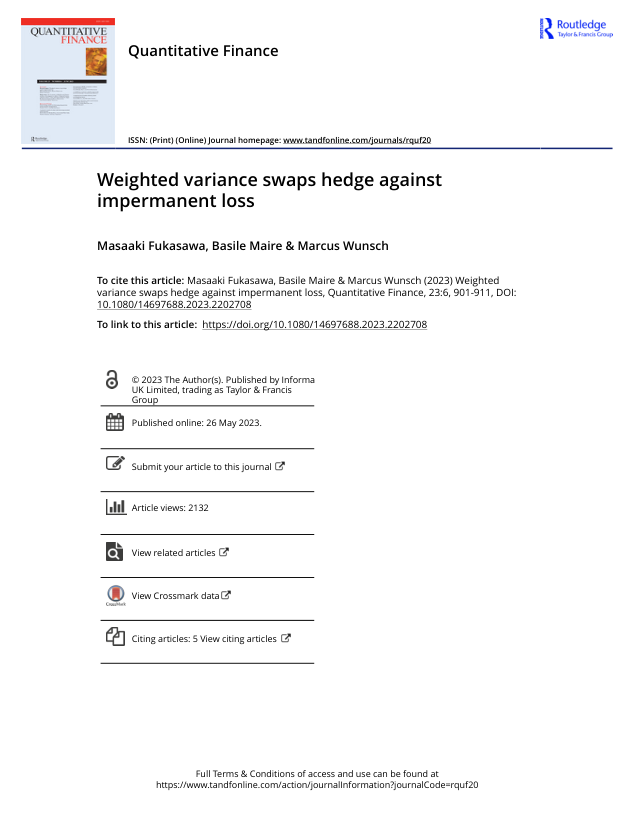 QUANTITATIVE
FINANCE
Routledge
Taylor & Francis Group
Quantitative Finance
ISSN: (Print) (Online) Journal homepage: www.tandfonline.com/journals/rquf20
Weighted variance swaps hedge against
impermanent loss
Masaaki Fukasawa, Basile Maire & Marcus Wunsch
To cite this article: Masaaki Fukasawa, Basile Maire & Marcus Wunsch (2023) Weighted
variance swaps hedge against impermanent loss, Quantitative Finance, 23:6, 901-911, DOI:
10.1080/14697688.2023.2202708
To link to this article: https://doi.org/10.1080/14697688.2023.2202708
© 2023 The Author(s). Published by Informa
UK Limited, trading as Taylor & Francis
Group
Published online: 26 May 2023.
Submit your article to this journal
Article views: 2132
View related articles
View Crossmark data
CrossMark
Citing articles: 5 View citing articles
Full Terms & Conditions of access and use can be found at
https://www.tandfonline.com/action/journalInformation?journalCode=rquf20